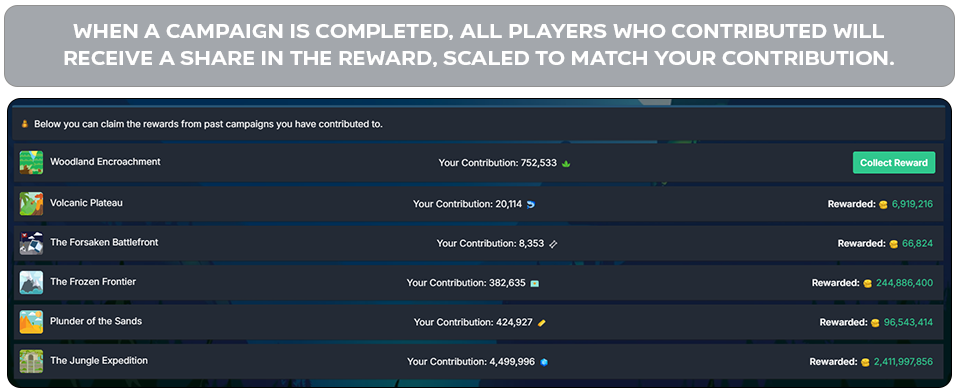 WHEN A CAMPAIGN IS COMPLETED, ALL PLAYERS WHO CONTRIBUTED WILL
RECEIVE A SHARE IN THE REWARD, SCALED TO MATCH YOUR CONTRIBUTION.
Below you can claim the rewards from past campaigns you have contributed to.
Woodland Encroachment Your Contribution: 752,533 Collect Reward
Volcanic Plateau Your Contribution: 20,114 Rewarded: 6,919,216
The Forsaken Battlefront Your Contribution: 8,353 Rewarded: 66,824
The Frozen Frontier Your Contribution: 382,635 Rewarded: 244,886,400
Plunder of the Sands Your Contribution: 424,927 Rewarded: 96,543,414
The Jungle Expedition Your Contribution: 4,499,996 Rewarded: 2,411,997,856